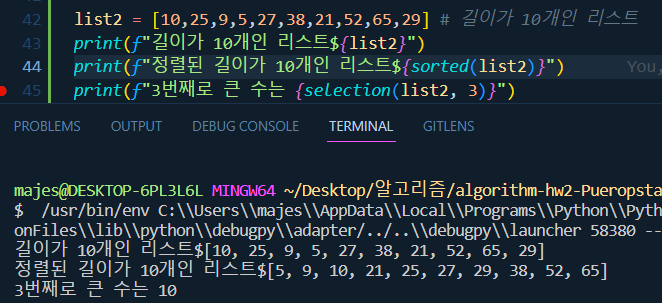 42 list2 = [10,25,9,5,27,38,21,52,65,29] # 길이가 10개인 리스트
43 print(f"길이가 10개인 리스트${list2}")
44 print(f"정렬된 길이가 10개인 리스트${sorted(list2)}") You,
45 print(f"3번째로 큰 수는 {selection(list2, 3)}")
PROBLEMS OUTPUT DEBUG CONSOLE TERMINAL GITLENS
majes@DESKTOP-6PL3L6L MINGW64 ~/Desktop/알고리즘/algorithm-hw2-Pueropsta
$ /usr/bin/env C:\\Users\\majes\\AppData\\Local\\Programs\\Python\\Pyth
onFiles\\lib\\python\\debugpy\\adapter/../..\\debugpy\\launcher 58380 --
길이가 10개인 리스트$[10, 25, 9, 5, 27, 38, 21, 52, 65, 29]
정렬된 길이가 10개인 리스트$[5, 9, 10, 21, 25, 27, 29, 38, 52, 65]
3번째로 큰 수는 10